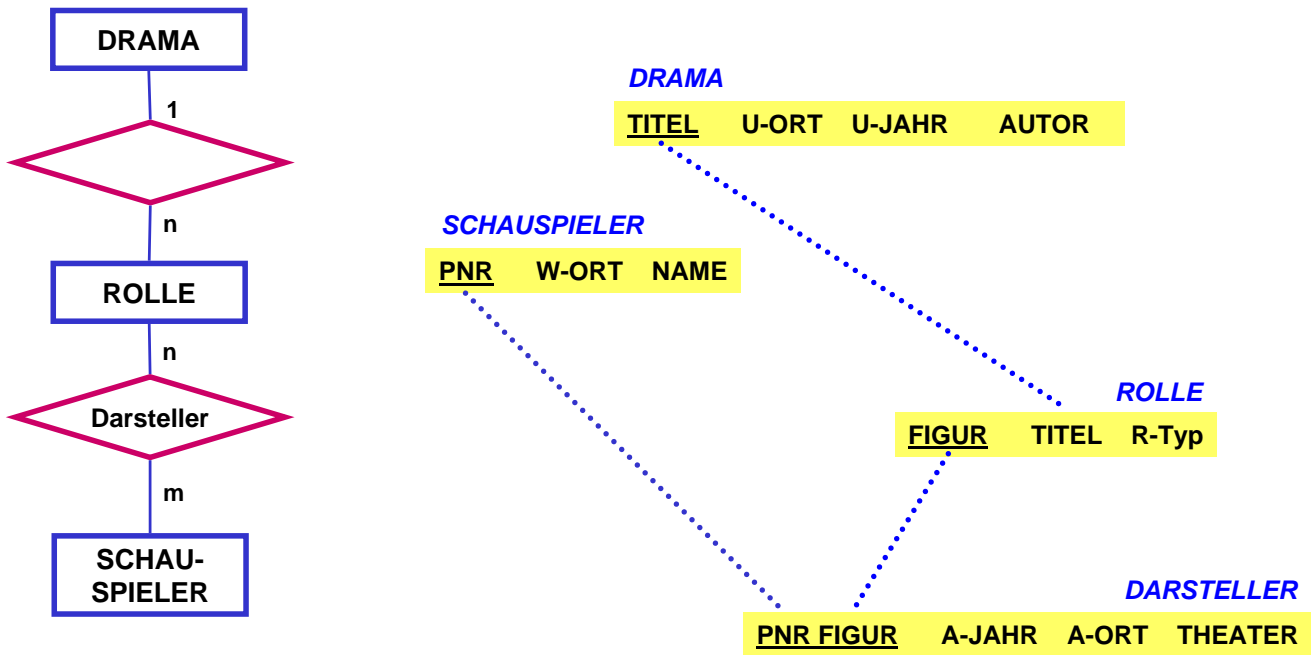 DRAMA
1
n
ROLLE
n
Darsteller
m
SCHAU-
SPIELER
DRAMA
TITEL U-ORT U-JAHR AUTOR
SCHAUSPIELER
PNR W-ORT NAME
ROLLE
FIGUR TITEL R-Typ
DARSTELLER
PNR FIGUR A-JAHR A-ORT THEATER